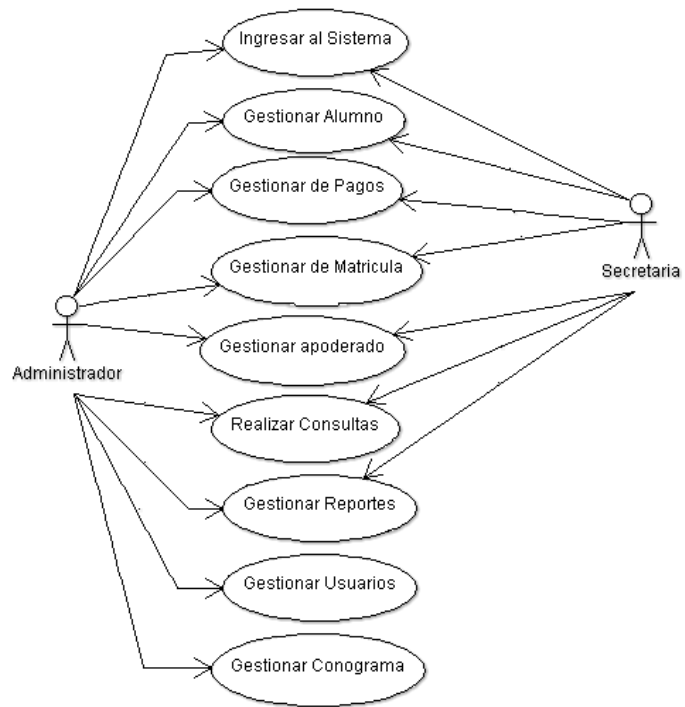 Ingresar al Sistema
Gestionar Alumno
Gestionar de Pagos
Gestionar de Matricula
Secretaria
Gestionar apoderado
Administrador
Realizar Consultas
Gestionar Reportes
Gestionar Usuarios
Gestionar Conograma